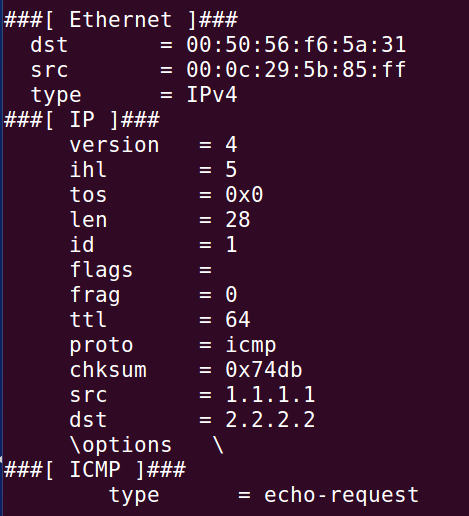 ###[ Ethernet ]###
  dst       = 00:50:56:f6:5a:31
  src       = 00:0c:29:5b:85:ff
  type      = IPv4
###[ IP ]###
     version   = 4
     ihl       = 5
     tos       = 0x0
     len       = 28
     id        = 1
     flags     =
     frag      = 0
     ttl       = 64
     proto     = icmp
     chksum    = 0x74db
     src       = 1.1.1.1
     dst       = 2.2.2.2
     \options   \
###[ ICMP ]###
        type      = echo-request